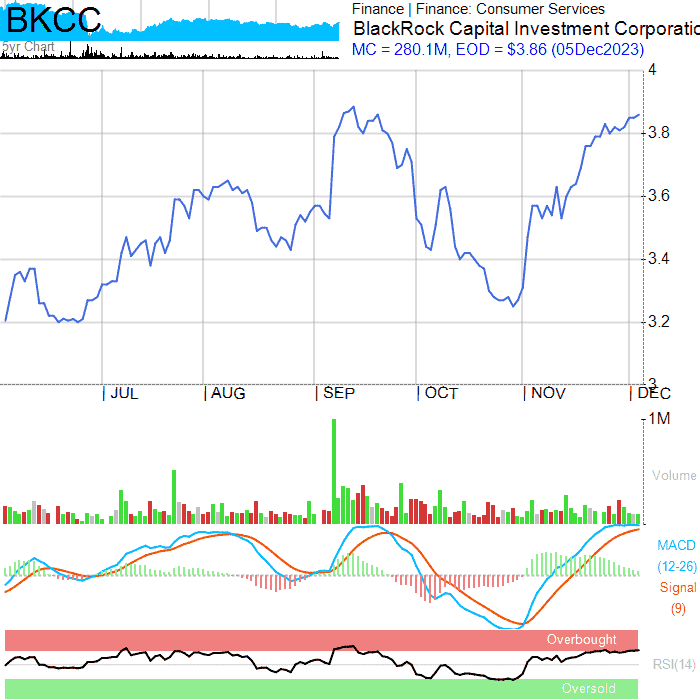 BKCC
5yr Chart
Finance | Finance: Consumer Services
BlackRock Capital Investment Corporatio
MC = 280.1M, EOD = $3.86 (05Dec2023)
4
3.8
3.6
3.4
3.2
3
| JUL | AUG | SEP | OCT | NOV | DEC
1M
Volume
MACD
(12-26)
Signal
(9)
Overbought
RSI(14)
Oversold